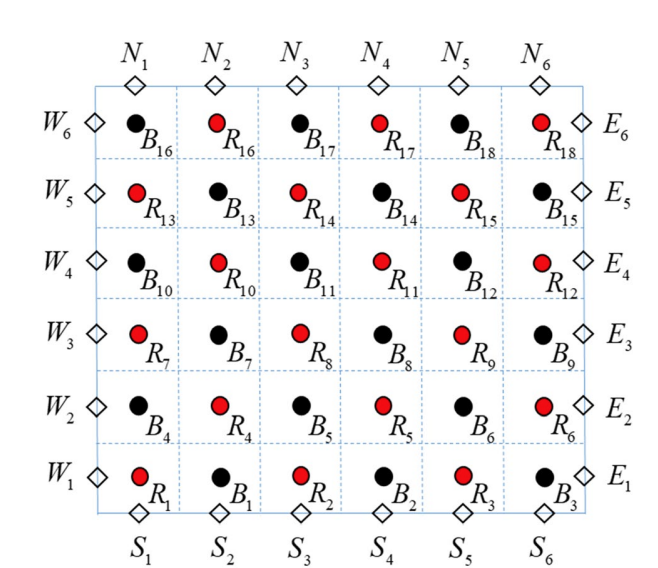 N₁ N₂ N₃ N₄ N₅ N₆
W₆ B₁₆ R₁₆ B₁₇ R₁₇ B₁₈ R₁₈ E₆
W₅ R₁₃ B₁₃ R₁₄ B₁₄ R₁₅ B₁₅ E₅
W₄ B₁₀ R₁₀ B₁₁ R₁₁ B₁₂ R₁₂ E₄
W₃ R₇ B₇ R₈ B₈ R₉ B₉ E₃
W₂ B₄ R₄ B₅ R₅ B₆ R₆ E₂
W₁ R₁ B₁ R₂ B₂ R₃ B₃ E₁
S₁ S₂ S₃ S₄ S₅ S₆